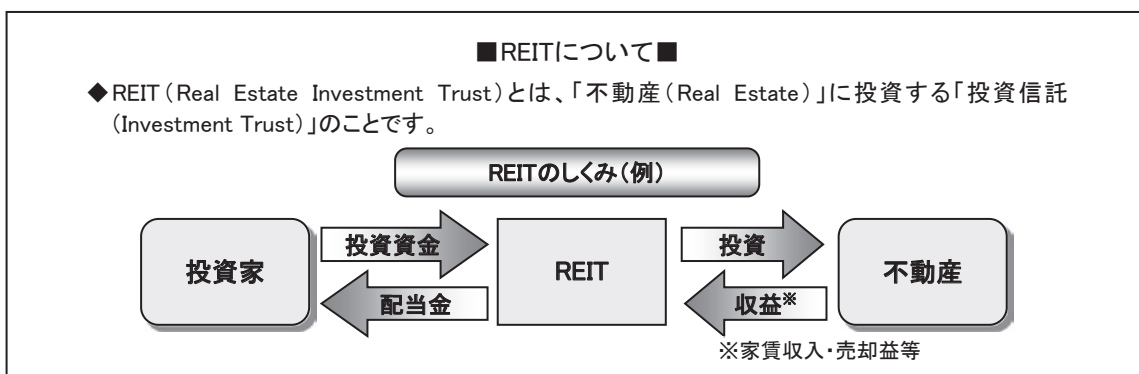 ■REITについて■
◆REIT(Real Estate Investment Trust)とは、「不動産(Real Estate)」に投資する「投資信託
(Investment Trust)」のことです。
REITのしくみ(例)
投資家
投資資金
配当金
REIT
投資
収益※
不動産
※家賃収入・売却益等